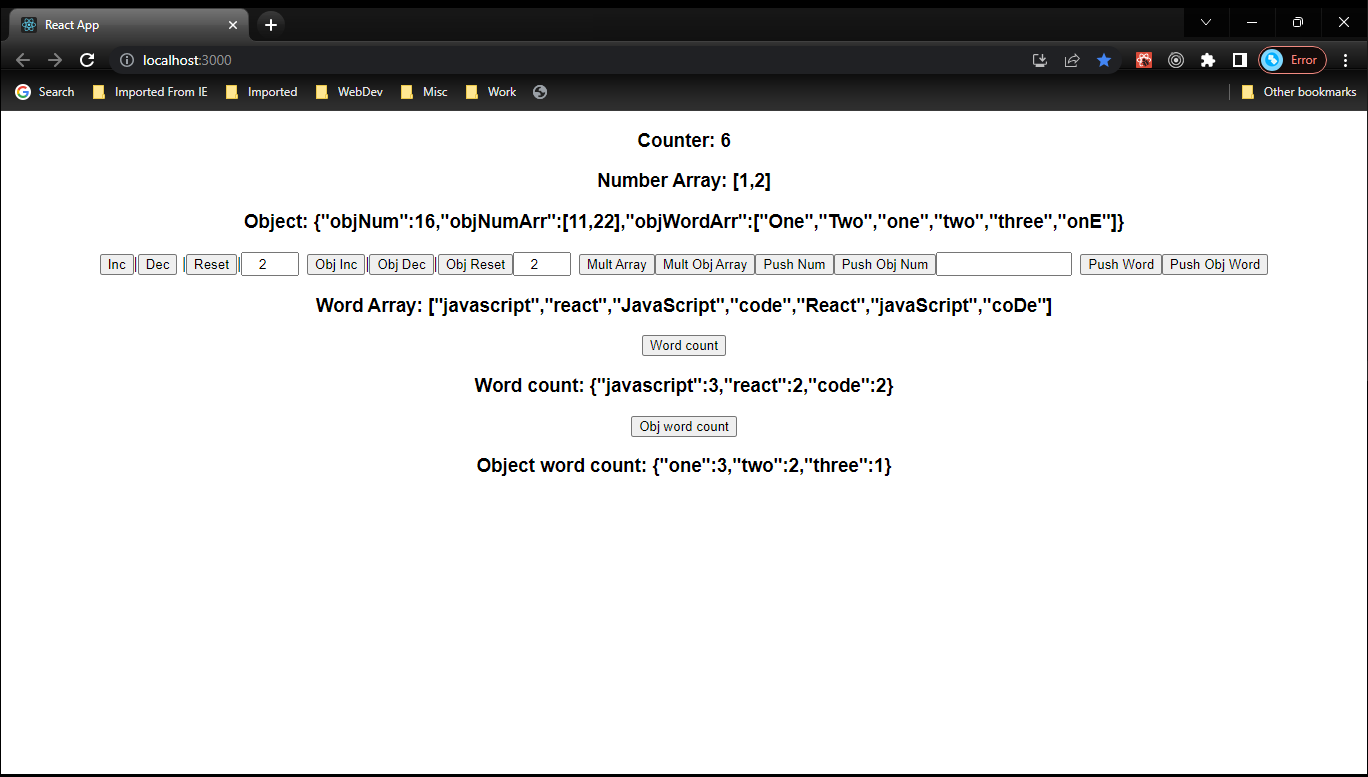 React App
localhost:3000
Error
Search Imported From IE Imported WebDev Misc Work Other bookmarks
Counter: 6
Number Array: [1,2]
Object: {"objNum":16,"objNumArr":[11,22],"objWordArr":["One","Two","one","two","three","onE"]}
Inc | Dec | Reset | 2 Obj Inc | Obj Dec | Obj Reset 2 Mult Array Mult Obj Array Push Num Push Obj Num Push Word Push Obj Word
Word Array: ["javascript","react","JavaScript","code","React","javaScript","coDe"]
Word count
Word count: {"javascript":3,"react":2,"code":2}
Obj word count
Object word count: {"one":3,"two":2,"three":1}